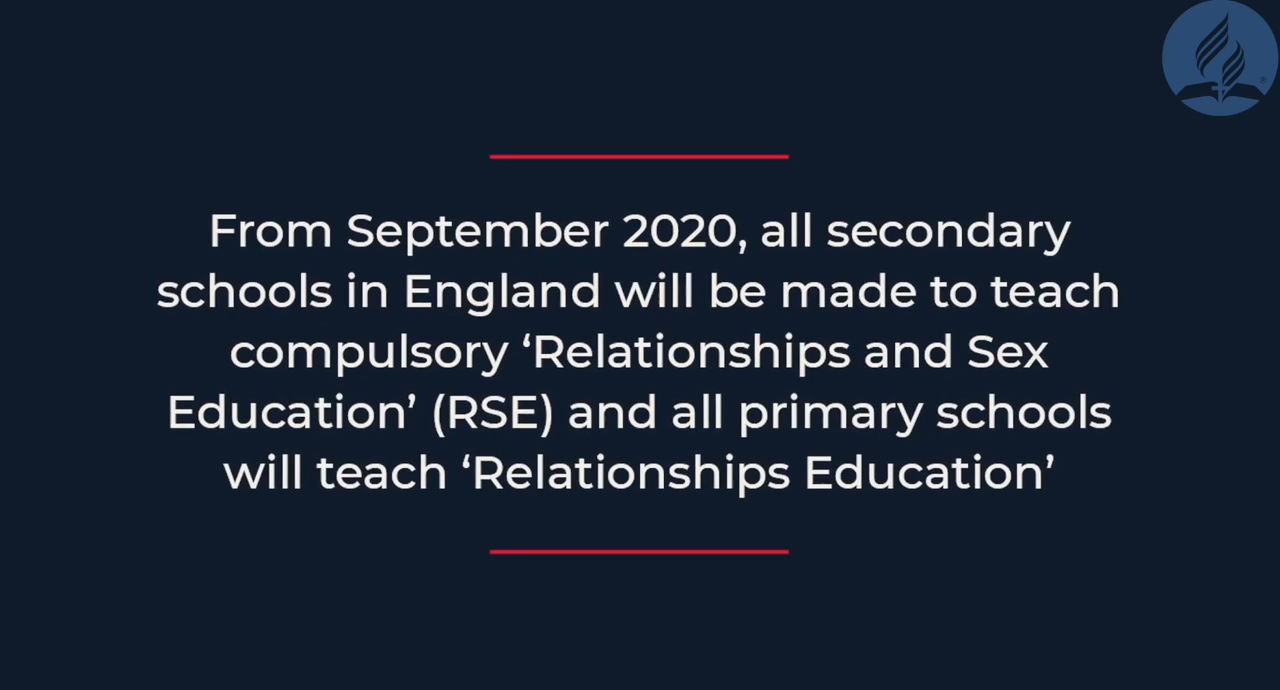 From September 2020, all secondary
schools in England will be made to teach
compulsory ‘Relationships and Sex
Education’ (RSE) and all primary schools
will teach ‘Relationships Education’